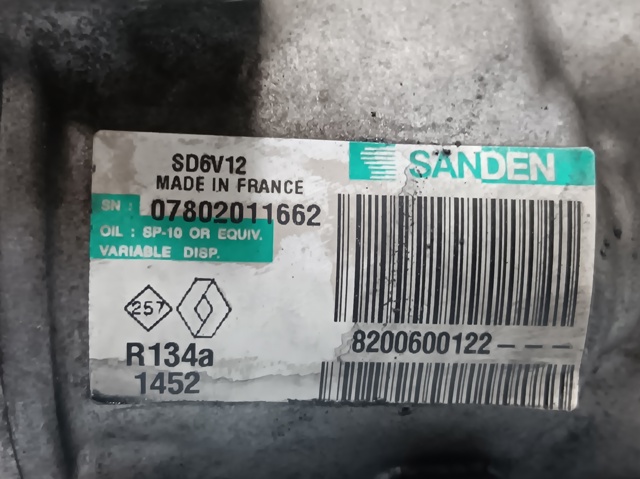 SD6V12
MADE IN FRANCE
SANDEN
SN : 07802011662
OIL : SP-10 OR EQUIV.
VARIABLE DISP.
257
8200600122---
R134a
1452